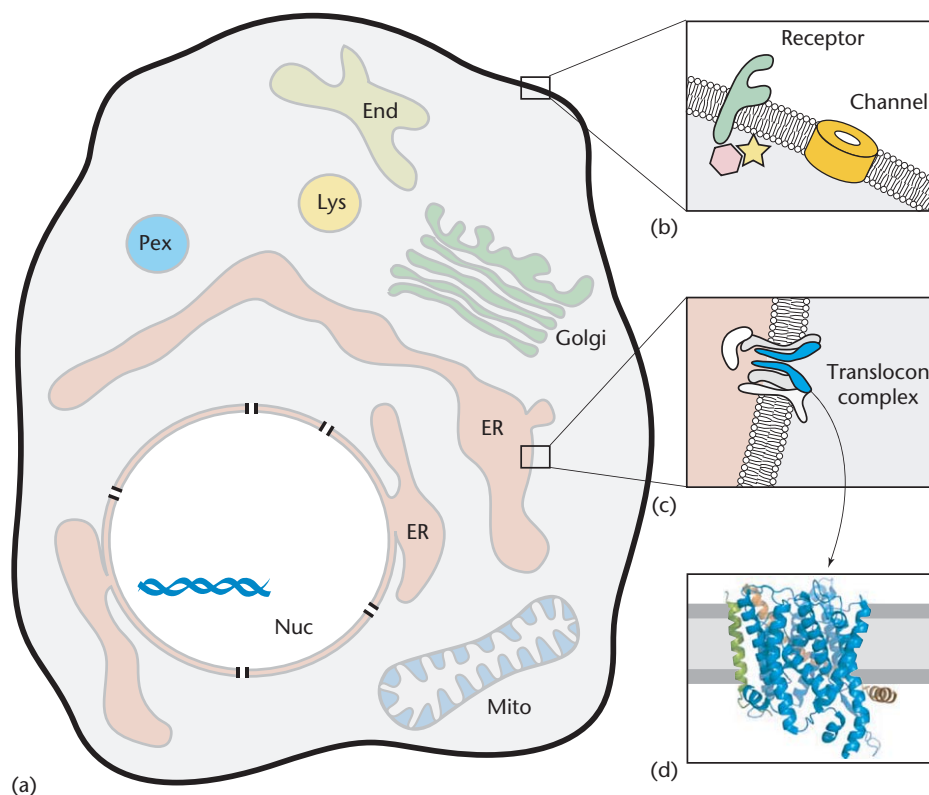 End
Lys
Pex
Golgi
ER
ER
Nuc
Mito
(a)
Receptor
Channel
(b)
Translocon
complex
(c)
(d)